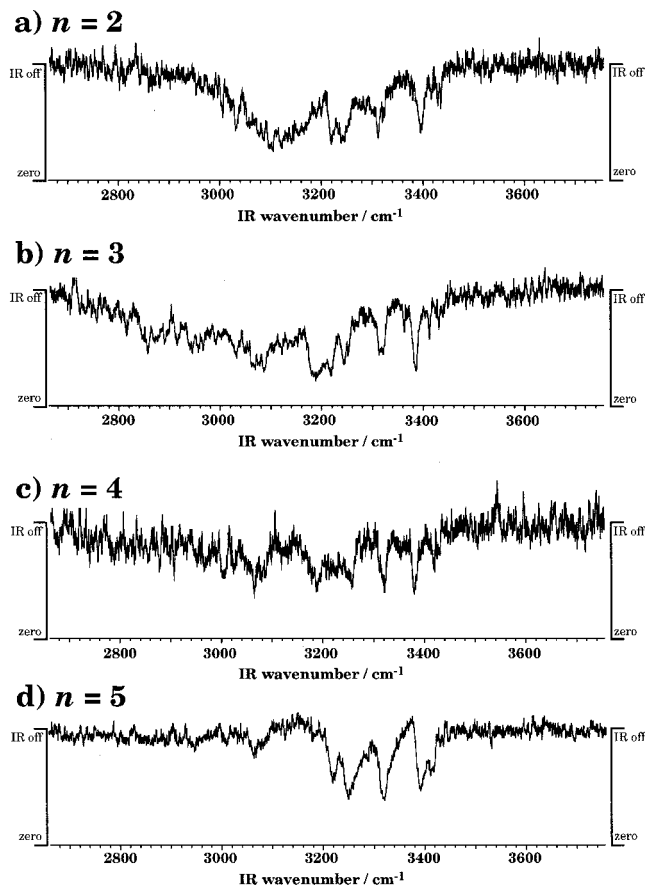 a) n = 2
IR off IR off
zero zero
2800 3000 3200 3400 3600
IR wavenumber / cm-1
b) n = 3
IR off IR off
zero zero
2800 3000 3200 3400 3600
IR wavenumber / cm-1
c) n = 4
IR off IR off
zero zero
2800 3000 3200 3400 3600
IR wavenumber / cm-1
d) n = 5
IR off IR off
zero zero
2800 3000 3200 3400 3600
IR wavenumber / cm-1